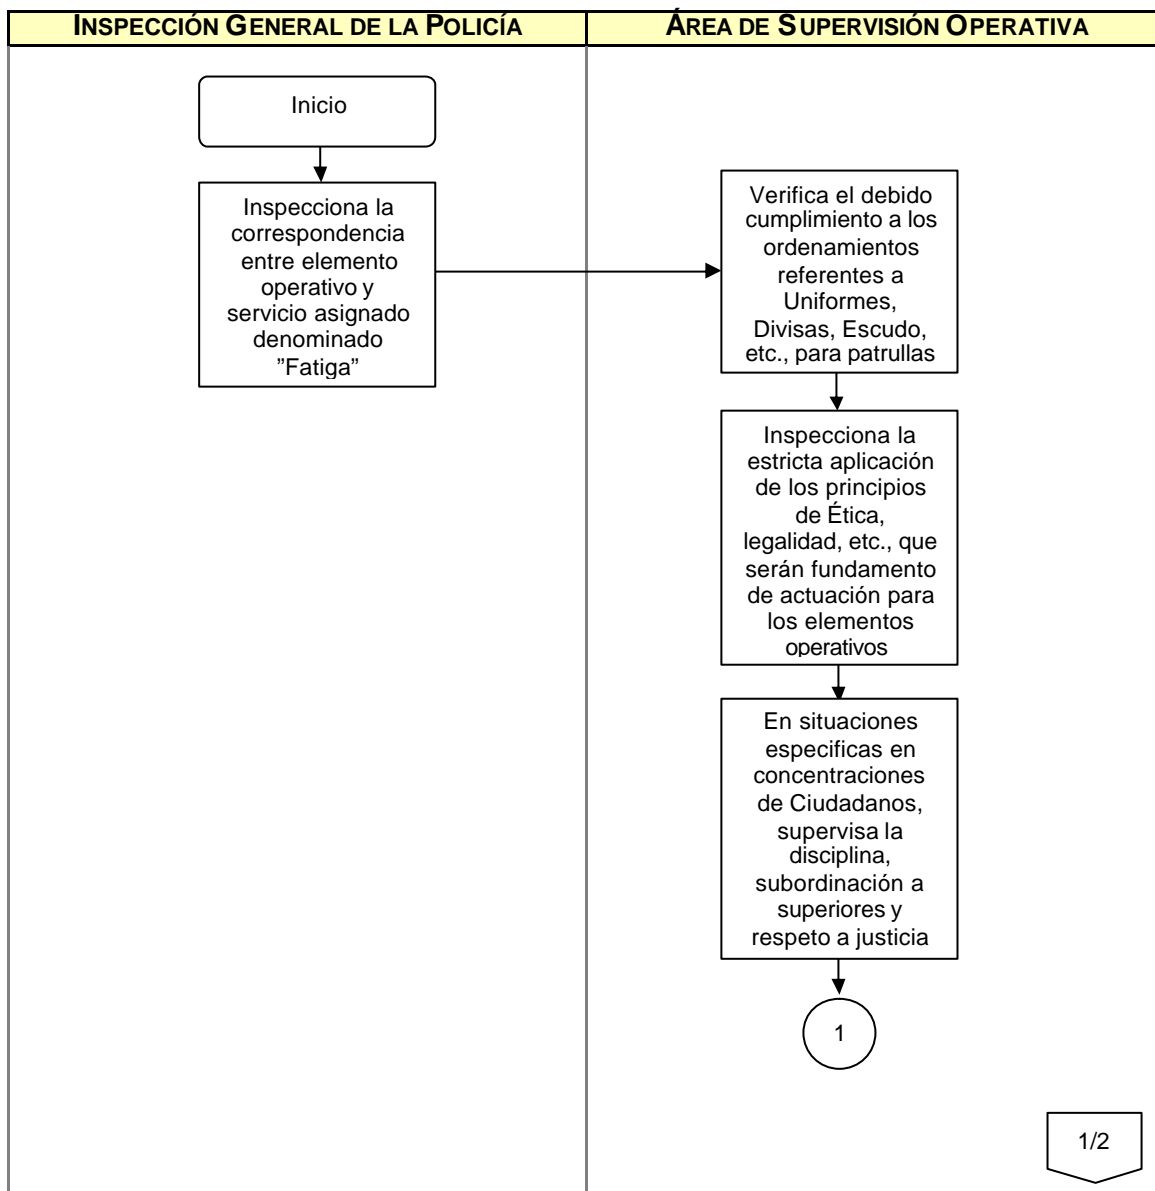 INSPECCIÓN GENERAL DE LA POLICÍA
ÁREA DE SUPERVISIÓN OPERATIVA
Inicio
Inspecciona la
correspondencia
entre elemento
operativo y
servicio asignado
denominado
”Fatiga”
Verifica el debido
cumplimiento a los
ordenamientos
referentes a
Uniformes,
Divisas, Escudo,
etc., para patrullas
Inspecciona la
estricta aplicación
de los principios
de Ética,
legalidad, etc., que
serán fundamento
de actuación para
los elementos
operativos
En situaciones
especificas en
concentraciones
de Ciudadanos,
supervisa la
disciplina,
subordinación a
superiores y
respeto a justicia
1
1/2